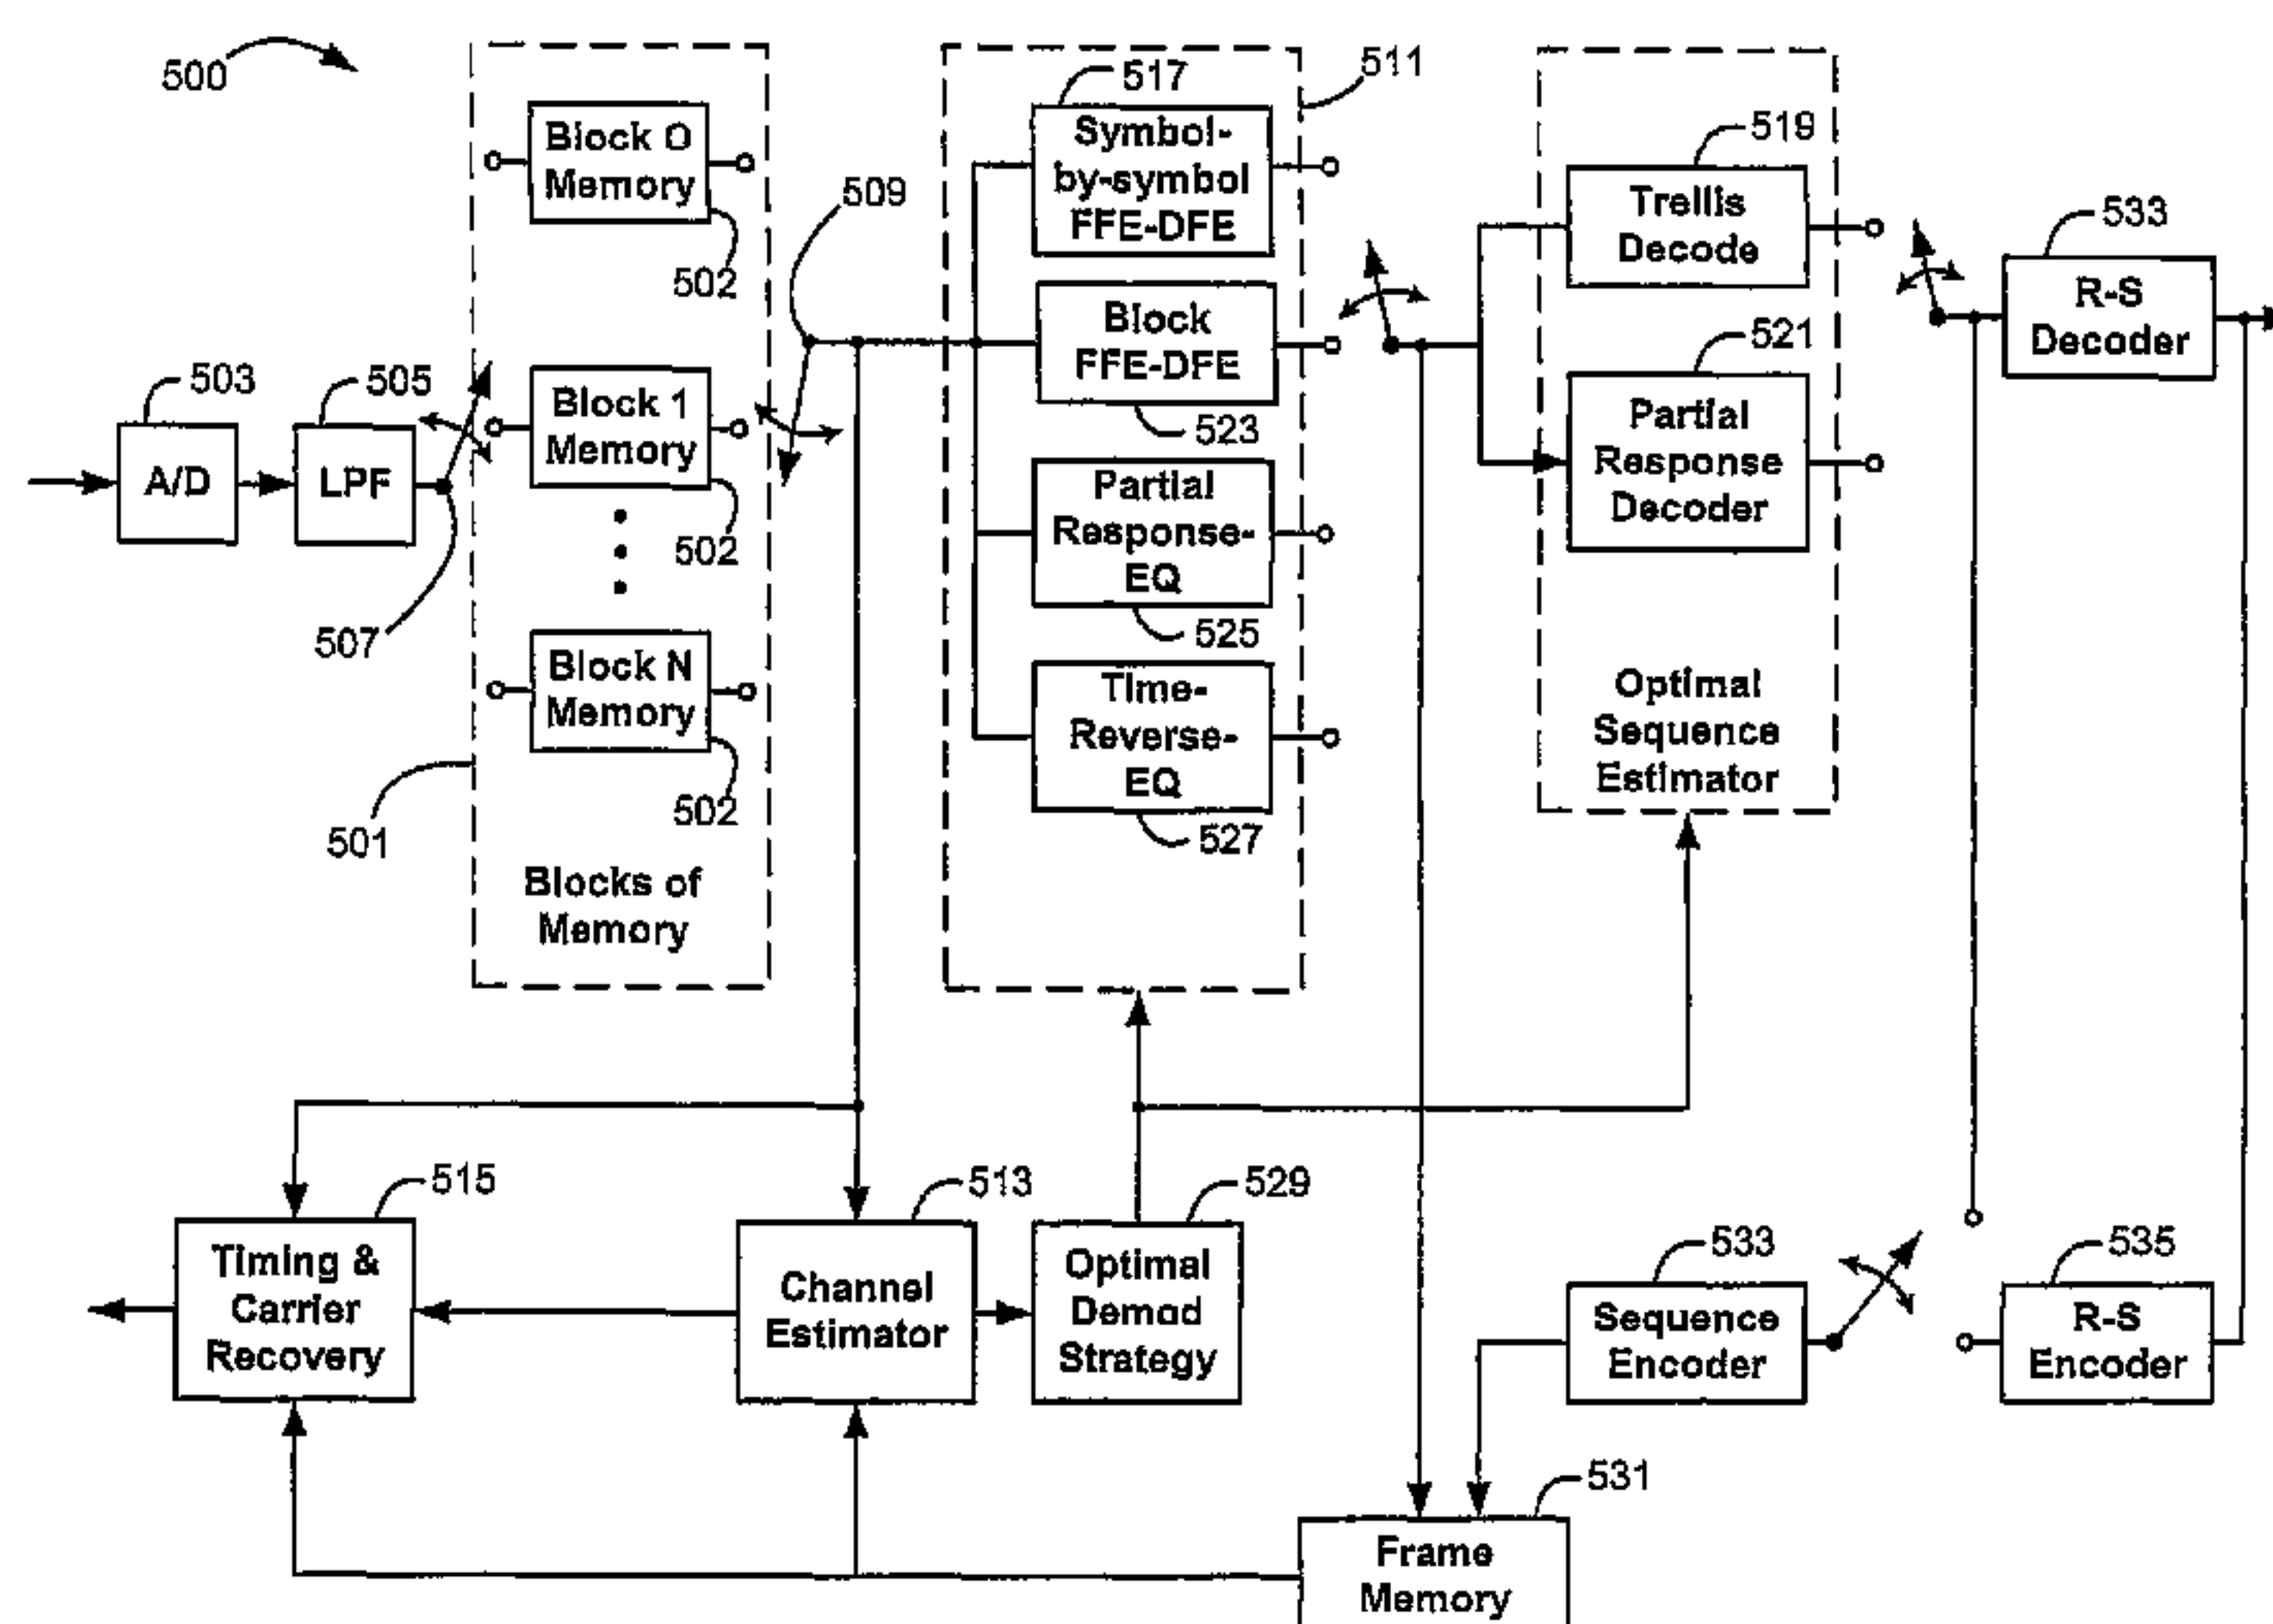 500
Block O
Memory
502
503
A/D
505
LPF
507
Block 1
Memory
502
Block N
Memory
502
501
Blocks of
Memory
509
511
517
Symbol-
by-symbol
FFE-DFE
Block
FFE-DFE
523
Partial
Response-
EQ
525
Time-
Reverse-
EQ
527
519
Trellis
Decode
521
Partial
Response
Decoder
Optimal
Sequence
Estimator
533
R-S
Decoder
515
Timing &
Carrier
Recovery
513
Channel
Estimator
529
Optimal
Demod
Strategy
533
Sequence
Encoder
535
R-S
Encoder
531
Frame
Memory